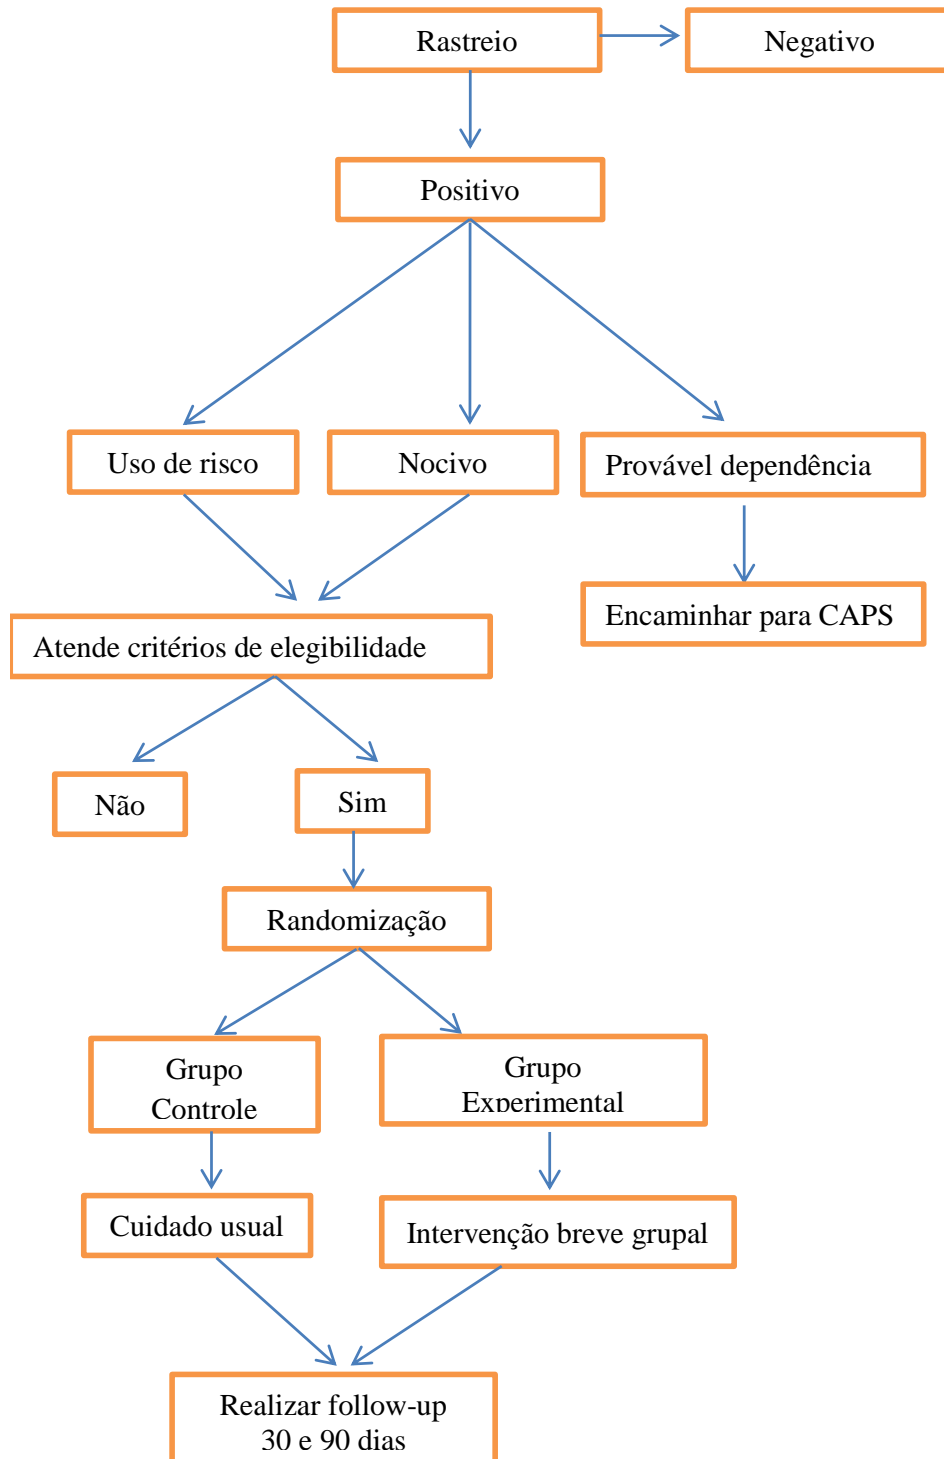 Rastreio
Negativo
Positivo
Uso de risco
Nocivo
Provável dependência
Encaminhar para CAPS
Atende critérios de elegibilidade
Não
Sim
Randomização
Grupo
Controle
Grupo
Experimental
Cuidado usual
Intervenção breve grupal
Realizar follow-up
30 e 90 dias